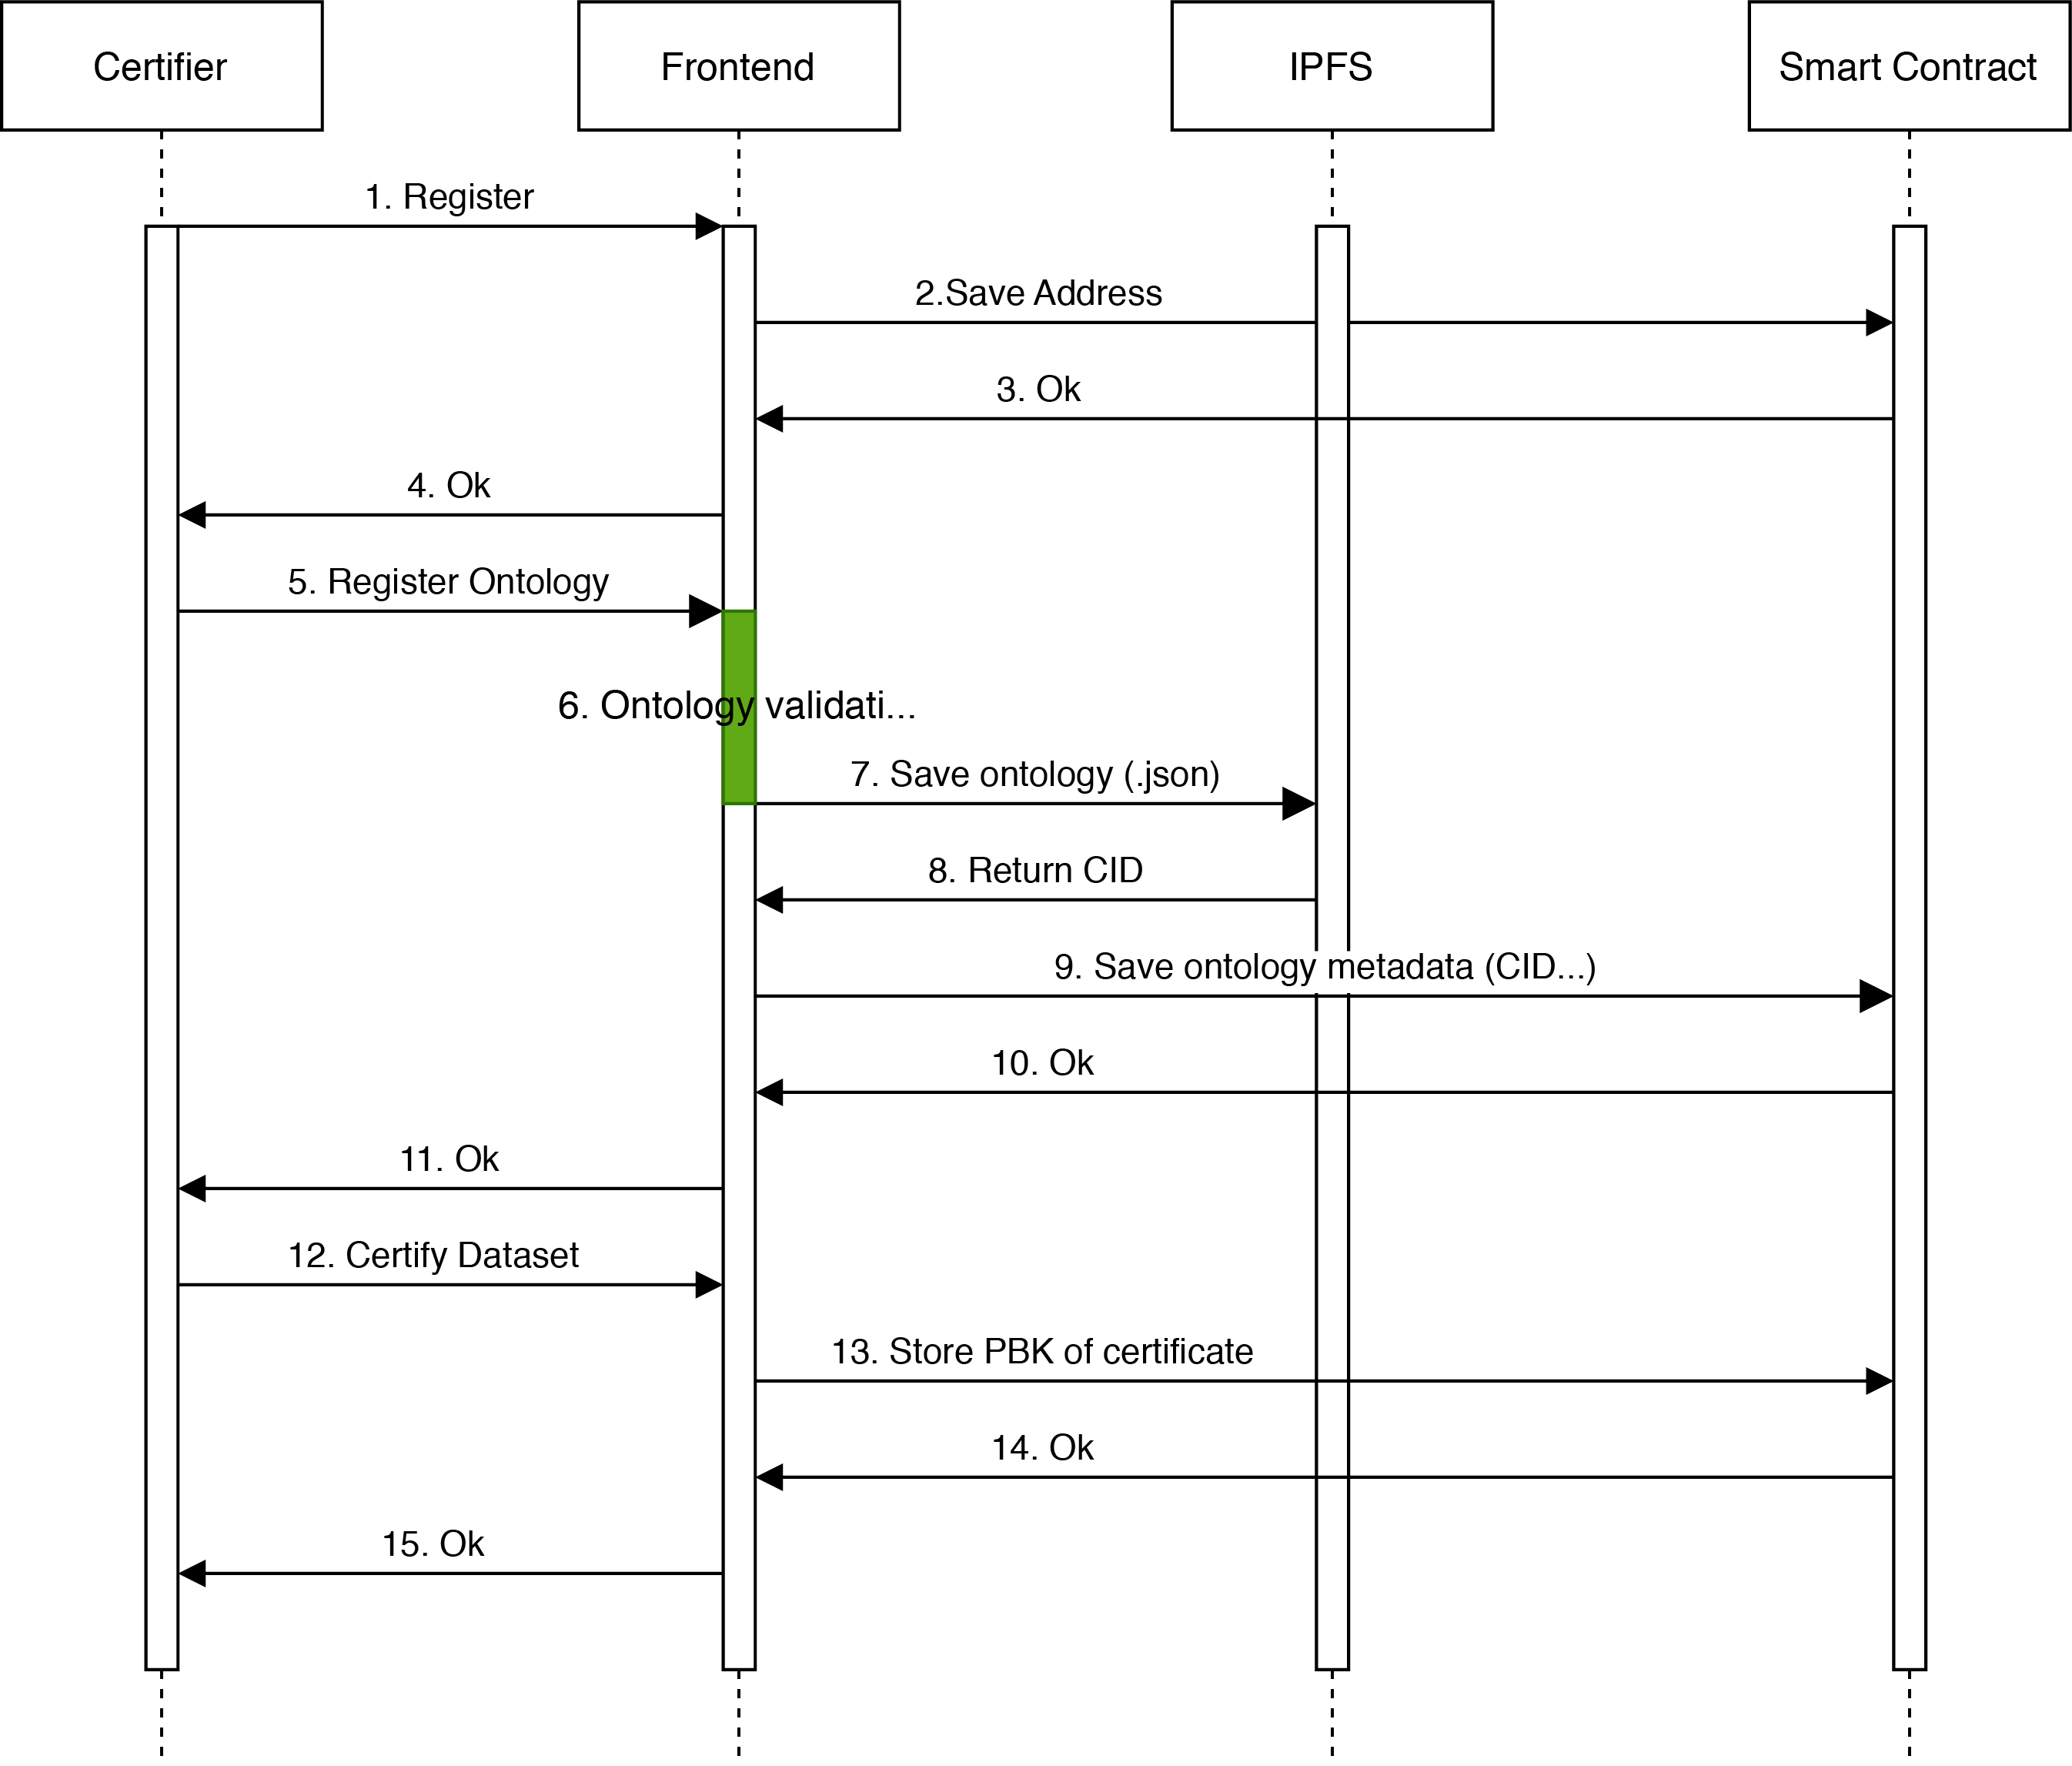 Certifier
Frontend
IPFS
Smart Contract
1. Register
2.Save Address
3. Ok
4. Ok
5. Register Ontology
6. Ontology validati...
7. Save ontology (.json)
8. Return CID
9. Save ontology metadata (CID...)
10. Ok
11. Ok
12. Certify Dataset
13. Store PBK of certificate
14. Ok
15. Ok